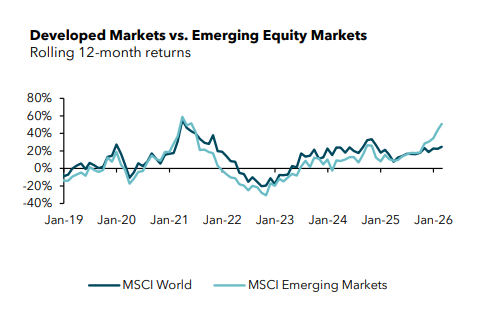 Developed Markets vs. Emerging Equity Markets
Rolling 12-month returns
80%
60%
40%
20%
0%
-20%
-40%
Jan-19 Jan-20 Jan-21 Jan-22 Jan-23 Jan-24 Jan-25 Jan-26
MSCI World MSCI Emerging Markets